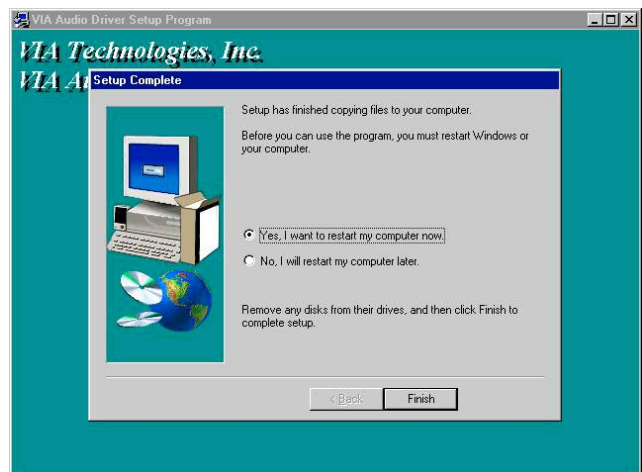 VIA Audio Driver Setup Program
VIA Technologies, Inc.
VIA
Setup Complete
Setup has finished copying files to your computer.
Before you can use the program, you must restart Windows or
your computer.
Yes, I want to restart my computer now.
No, I will restart my computer later.
Remove any disks from their drives, and then click Finish to
complete setup.
< Back
Finish